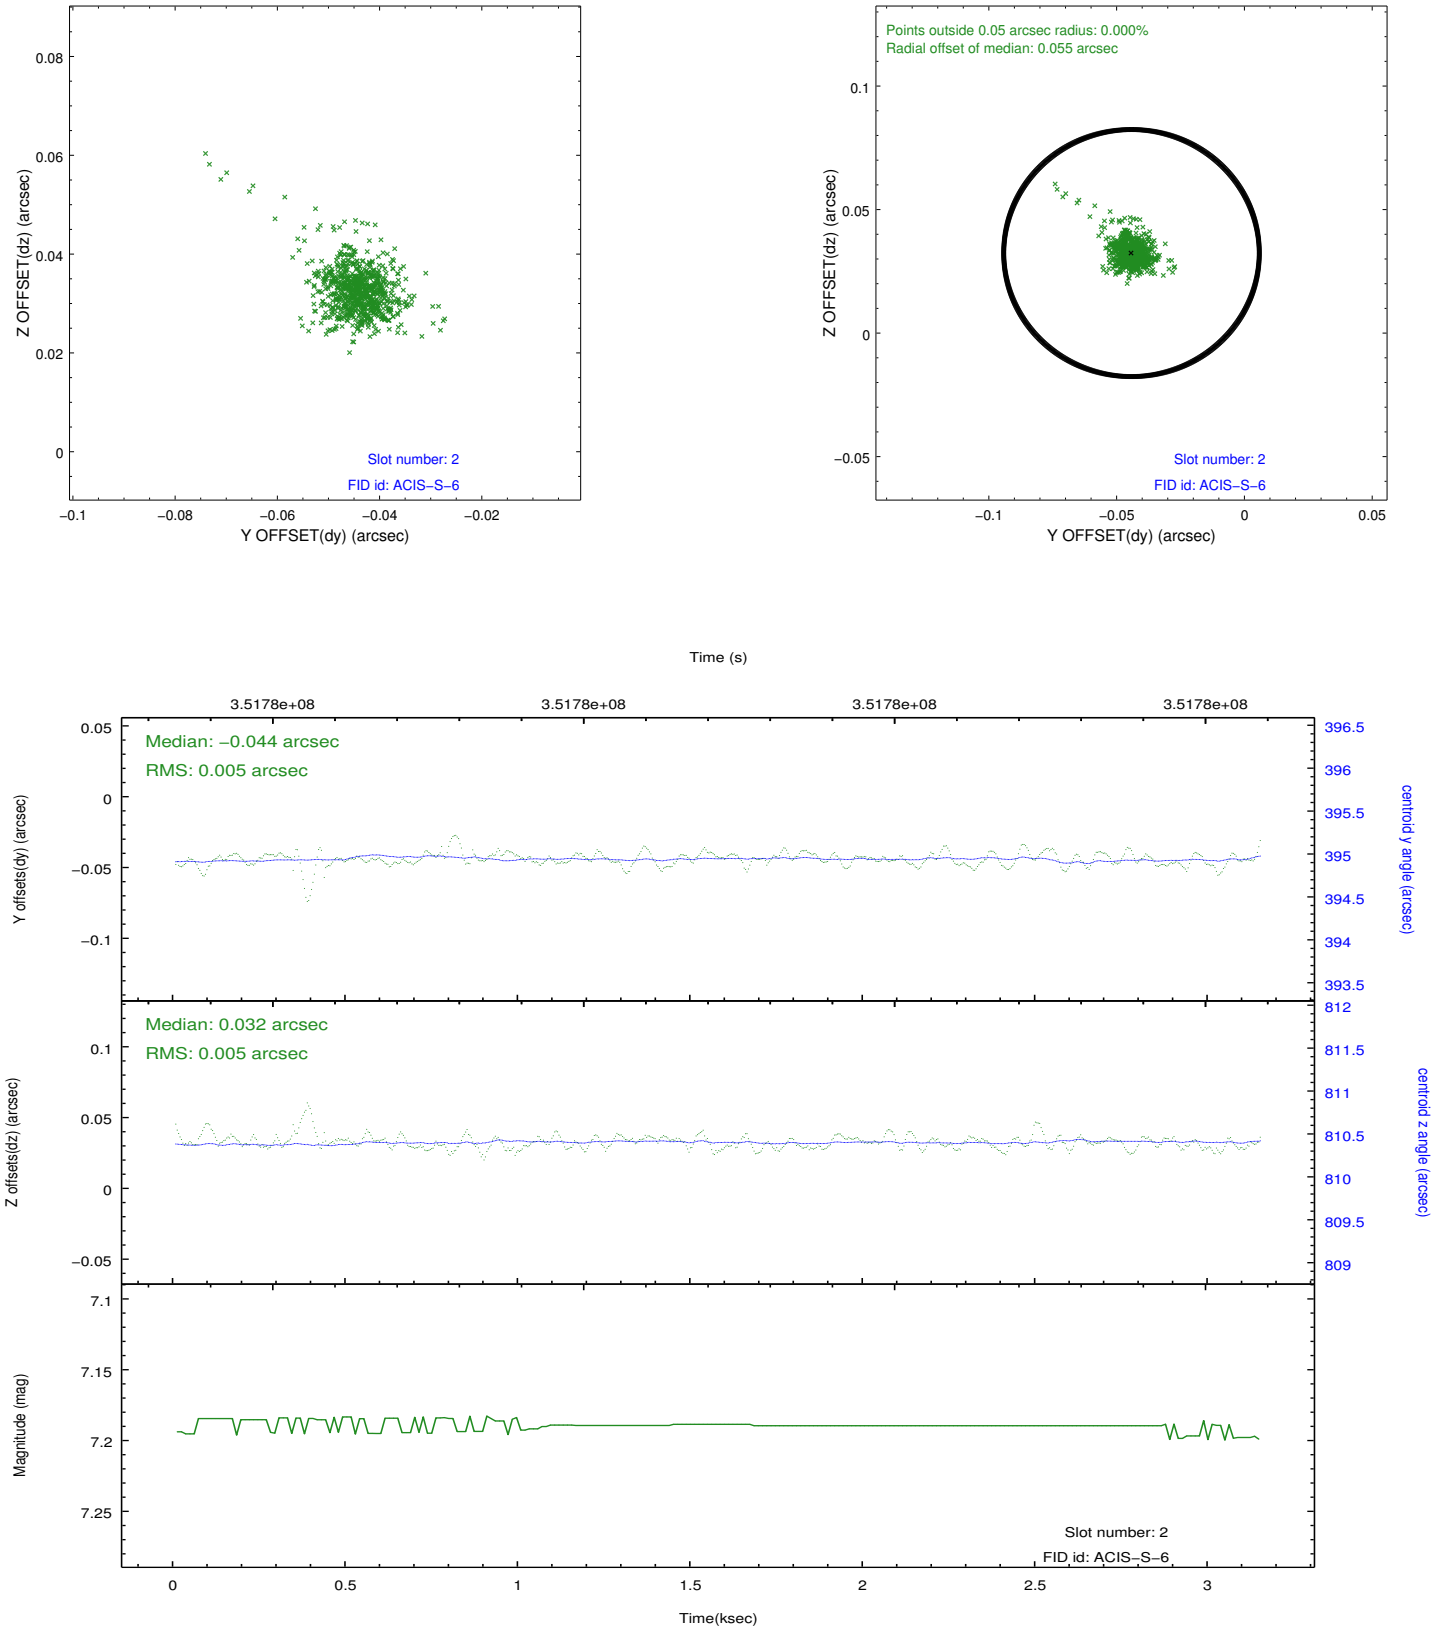 0.08
0.06
0.04
0.02
0
Z OFFSET(dz) (arcsec)
Slot number: 2
FID id: ACIS−S−6
−0.1
−0.08
−0.06
−0.04
−0.02
Y OFFSET(dy) (arcsec)
Points outside 0.05 arcsec radius: 0.000%
Radial offset of median: 0.055 arcsec
0.1
0.05
0
−0.05
Z OFFSET(dz) (arcsec)
Slot number: 2
FID id: ACIS−S−6
−0.1
−0.05
0
0.05
Y OFFSET(dy) (arcsec)
Time (s)
3.5178e+08
3.5178e+08
3.5178e+08
3.5178e+08
Median: −0.044 arcsec
RMS: 0.005 arcsec
0.05
0
−0.05
−0.1
Y offsets(dy) (arcsec)
396.5
396
395.5
395
394.5
394
393.5
centroid y angle (arcsec)
Median: 0.032 arcsec
RMS: 0.005 arcsec
0.1
0.05
0
−0.05
Z offsets(dz) (arcsec)
812
811.5
811
810.5
810
809.5
809
centroid z angle (arcsec)
7.1
7.15
7.2
7.25
Magnitude (mag)
Slot number: 2
FID id: ACIS−S−6
0
0.5
1
1.5
2
2.5
3
Time(ksec)